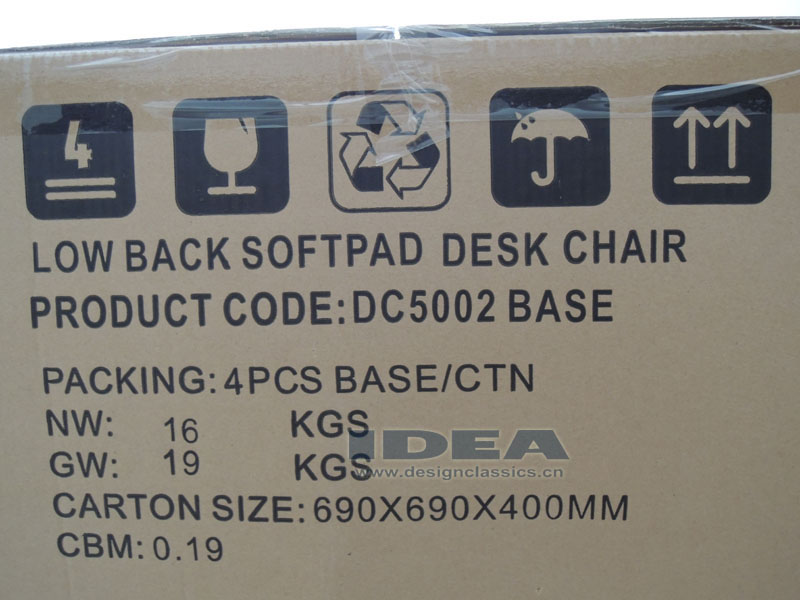 4
LOW BACK SOFTPAD DESK CHAIR
PRODUCT CODE:DC5002 BASE
PACKING:4PCS BASE/CTN
NW: 16 KGS
GW: 19 KGS
IDEA
www.designclassics.cn
CARTON SIZE:690X690X400MM
CBM:0.19